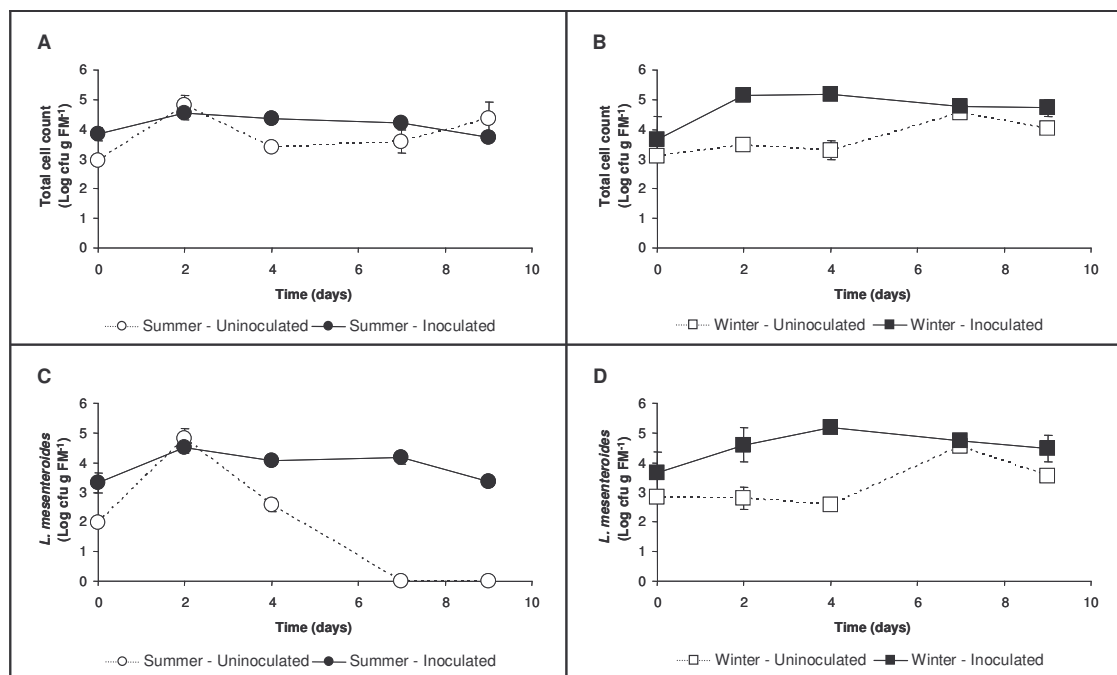 A
Total cell count
(Log cfu g FM⁻¹)
6
5
4
3
2
1
0
0 2 4 6 8 10
Time (days)
Summer - Uninoculated Summer - Inoculated
B
Total cell count
(Log cfu g FM⁻¹)
6
5
4
3
2
1
0
0 2 4 6 8 10
Time (days)
Winter - Uninoculated Winter - Inoculated
C
L. mesenteroides
(Log cfu g FM⁻¹)
6
5
4
3
2
1
0
0 2 4 6 8 10
Time (days)
Summer - Uninoculated Summer - Inoculated
D
L. mesenteroides
(Log cfu g FM⁻¹)
6
5
4
3
2
1
0
0 2 4 6 8 10
Time (days)
Winter - Uninoculated Winter - Inoculated